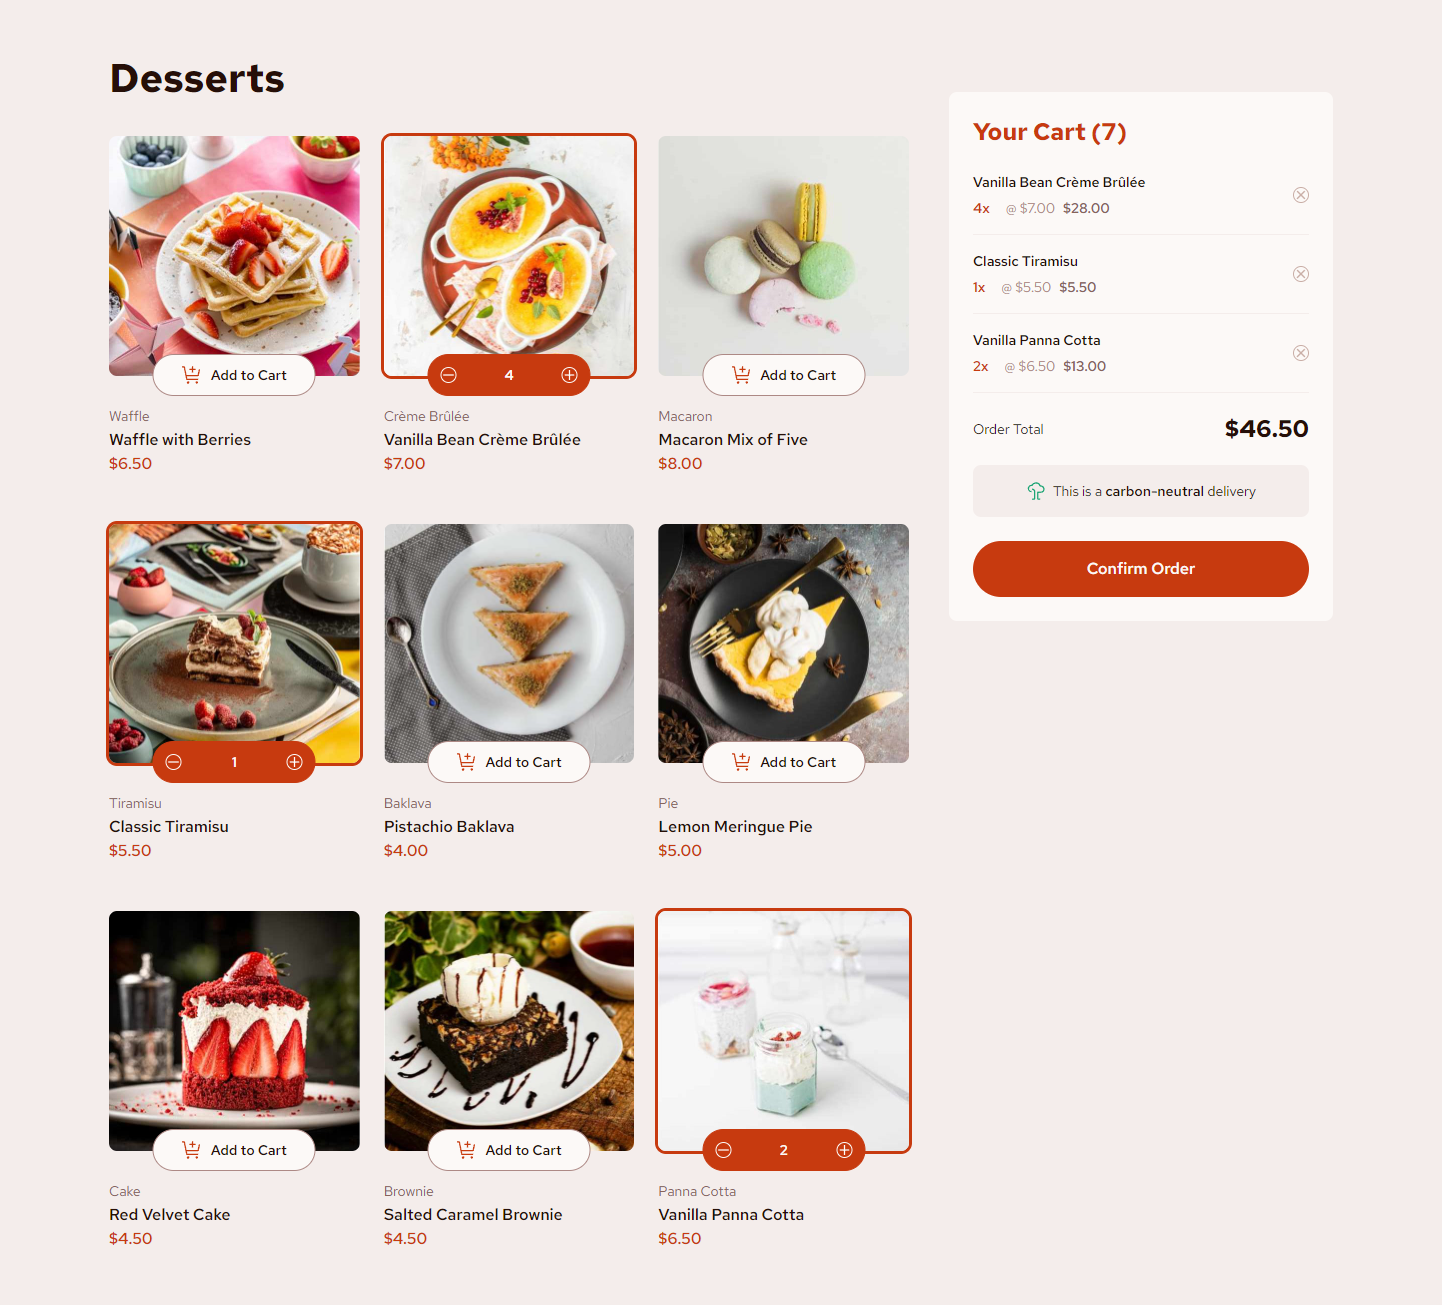 Desserts
Add to Cart
Waffle
Waffle with Berries
$6.50
4
Crème Brûlée
Vanilla Bean Crème Brûlée
$7.00
Add to Cart
Macaron
Macaron Mix of Five
$8.00
1
Tiramisu
Classic Tiramisu
$5.50
Add to Cart
Baklava
Pistachio Baklava
$4.00
Add to Cart
Pie
Lemon Meringue Pie
$5.00
Add to Cart
Cake
Red Velvet Cake
$4.50
Add to Cart
Brownie
Salted Caramel Brownie
$4.50
2
Panna Cotta
Vanilla Panna Cotta
$6.50
Your Cart (7)
Vanilla Bean Crème Brûlée
4x @ $7.00 $28.00
Classic Tiramisu
1x @ $5.50 $5.50
Vanilla Panna Cotta
2x @ $6.50 $13.00
Order Total $46.50
This is a carbon-neutral delivery
Confirm Order